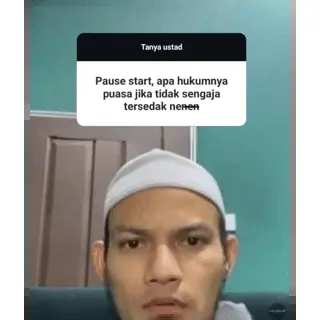 Tanya ustad
Pause start, apa hukumnya
puasa jika tidak sengaja
tersedak nenen